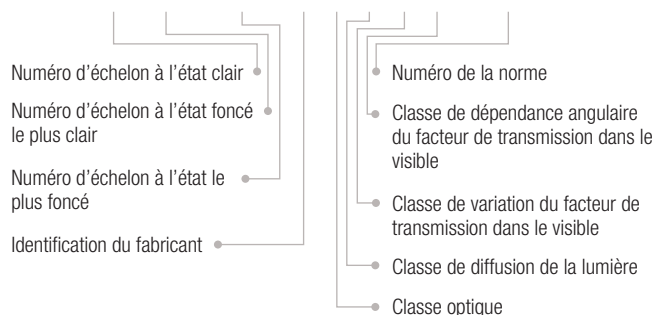 Numéro d’échelon à l’état clair
Numéro d’échelon à l’état foncé
le plus clair
Numéro d’échelon à l’état le
plus foncé
Identification du fabricant
Numéro de la norme
Classe de dépendance angulaire
du facteur de transmission dans le
visible
Classe de variation du facteur de
transmission dans le visible
Classe de diffusion de la lumière
Classe optique